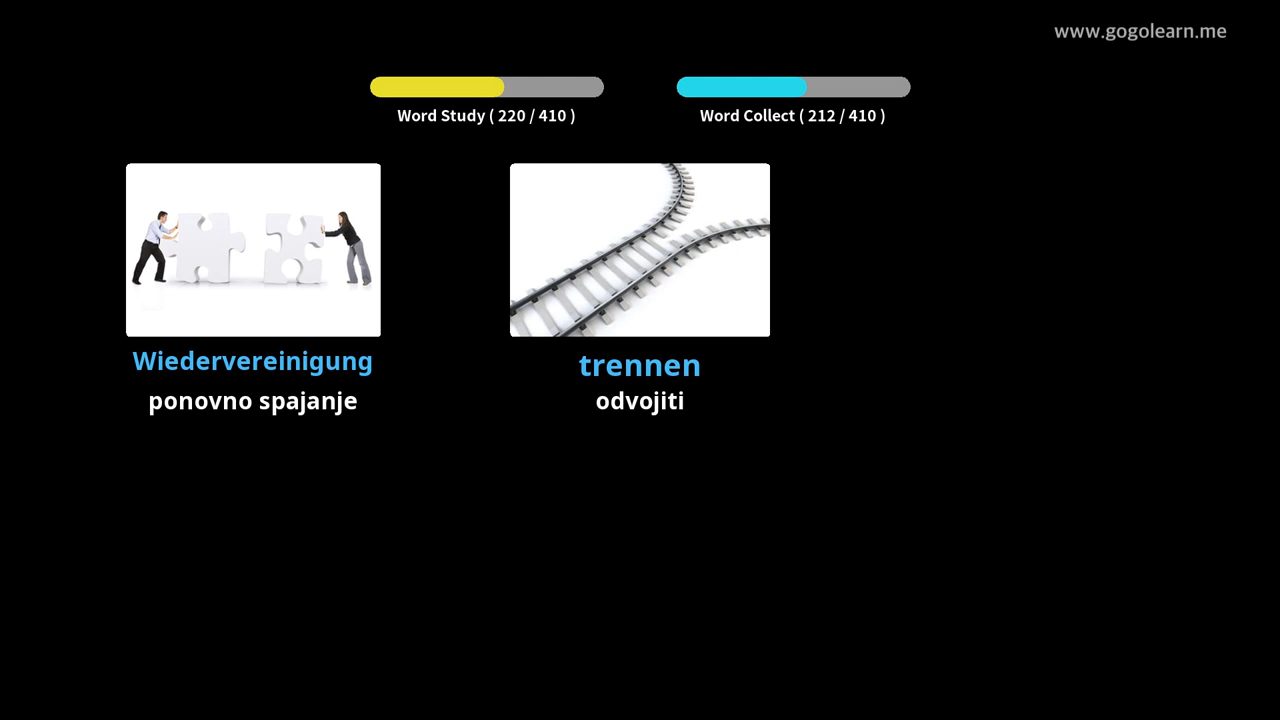 www.gogolearn.me
Word Study ( 220 / 410 )
Word Collect ( 212 / 410 )
Wiedervereinigung
ponovno spajanje
trennen
odvojiti